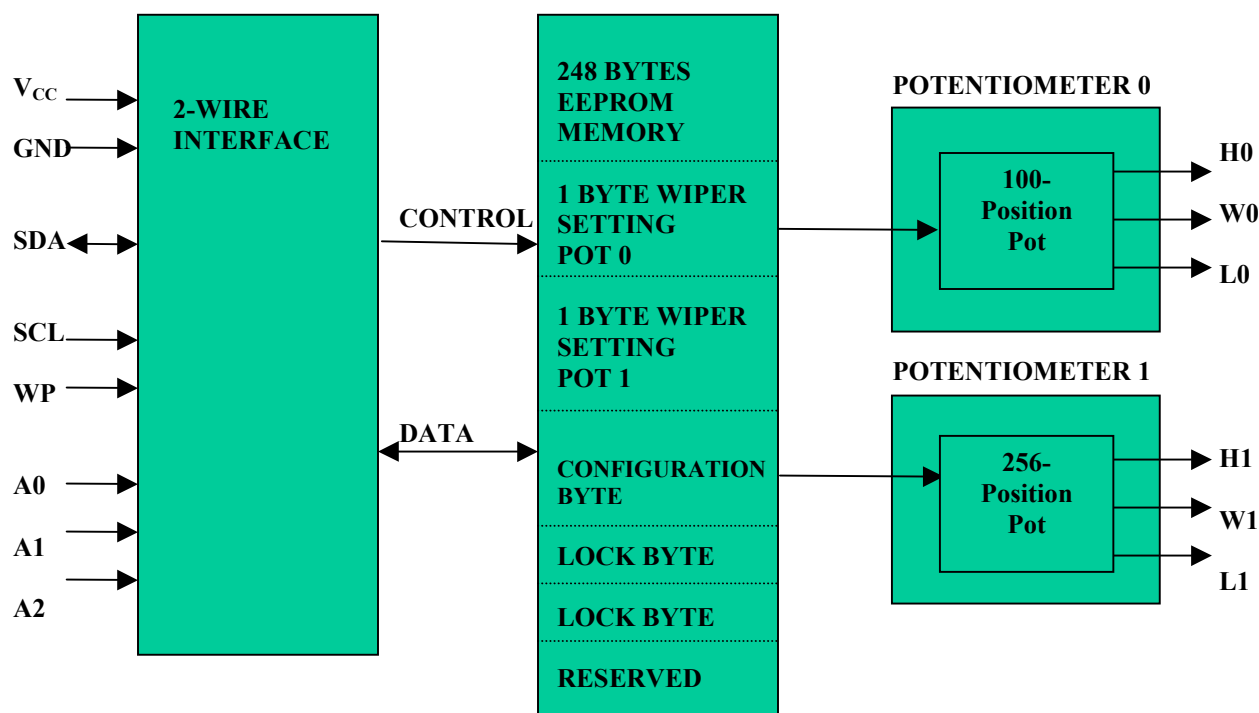 V_CC
GND
SDA
SCL
WP
A0
A1
A2
2-WIRE
INTERFACE
CONTROL
DATA
248 BYTES
EEPROM
MEMORY
1 BYTE WIPER
SETTING
POT 0
1 BYTE WIPER
SETTING
POT 1
CONFIGURATION
BYTE
LOCK BYTE
LOCK BYTE
RESERVED
POTENTIOMETER 0
100-
Position
Pot
H0
W0
L0
POTENTIOMETER 1
256-
Position
Pot
H1
W1
L1